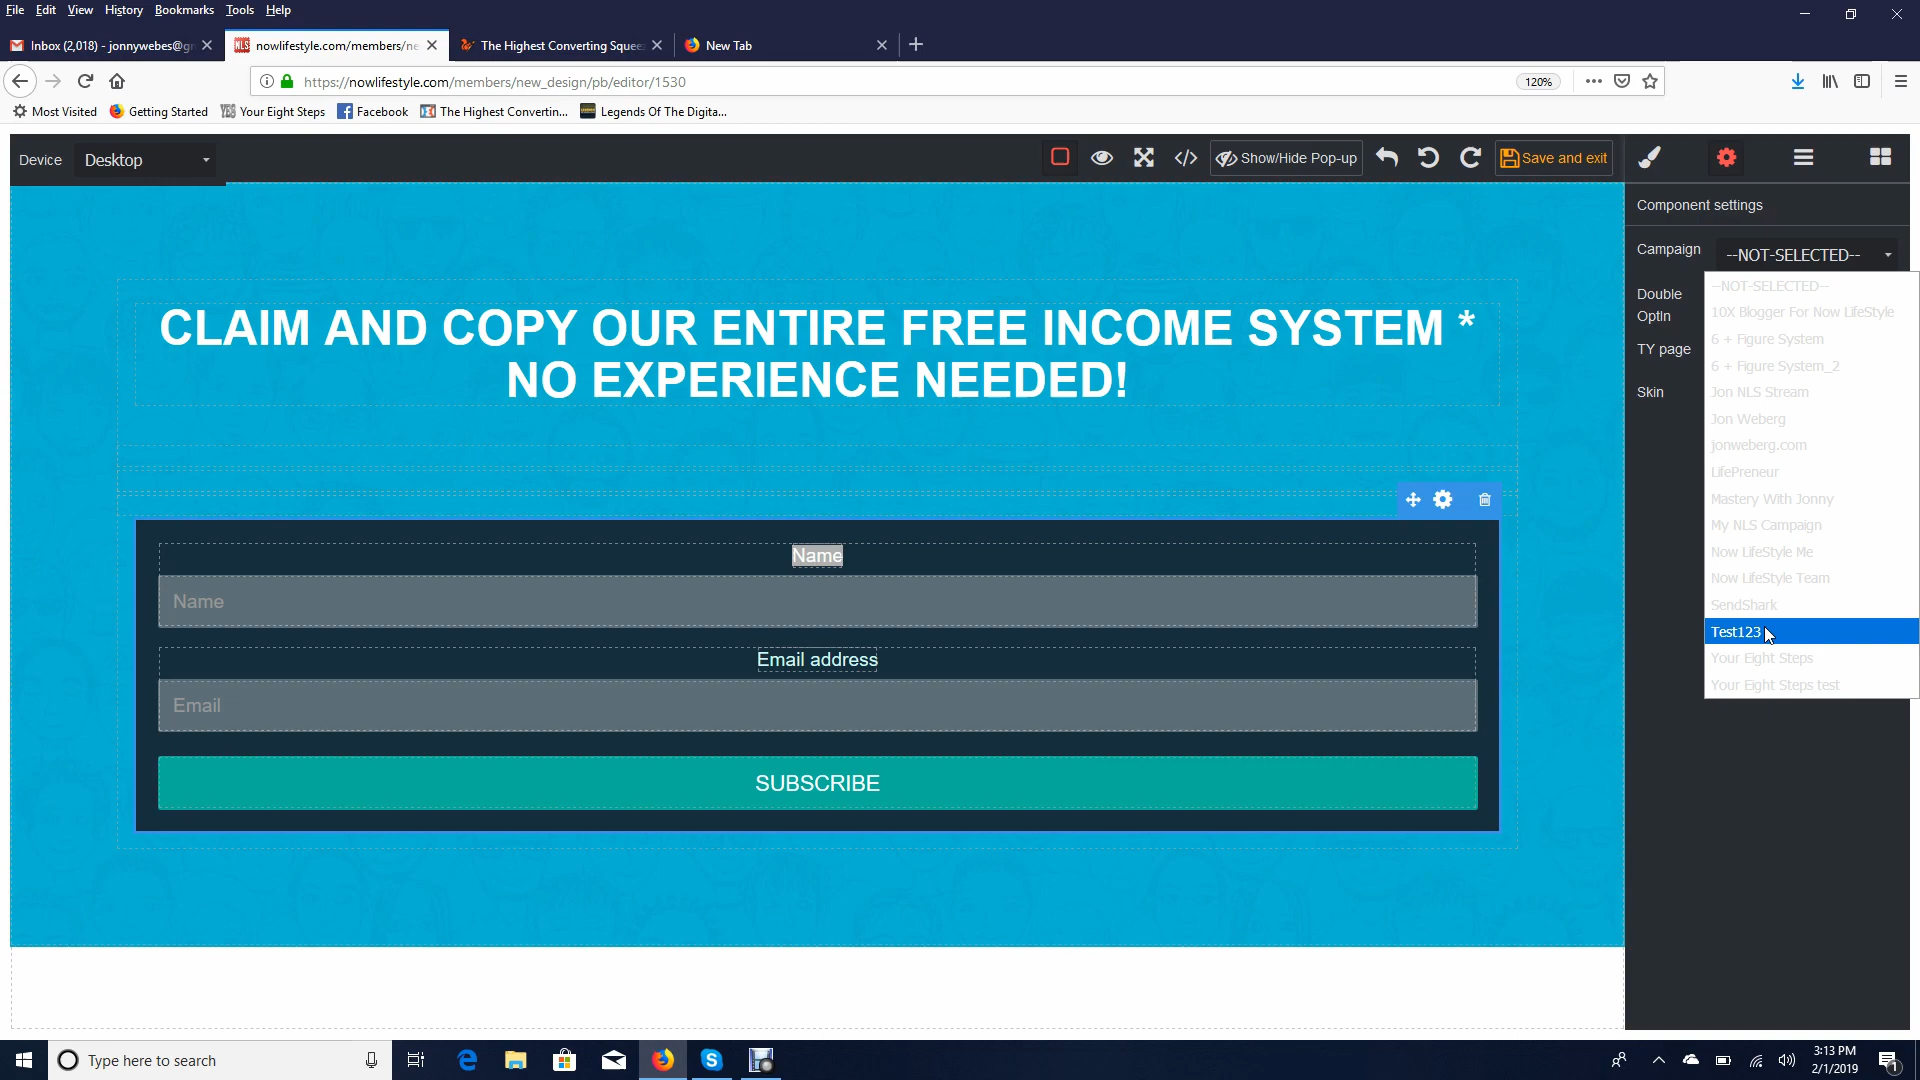 File Edit View History Bookmarks Tools Help
Inbox (2,018) - jonnywebes@gm
nowlifestyle.com/members/ne
The Highest Converting Squee
New Tab
https://nowlifestyle.com/members/new_design/pb/editor/1530
120%
Most Visited Getting Started Your Eight Steps Facebook The Highest Convertin... Legends Of The Digita...
Device Desktop
Show/Hide Pop-up
Save and exit
Component settings
Campaign --NOT-SELECTED--
Double
OptIn
TY page
Skin
--NOT-SELECTED--
10X Blogger For Now LifeStyle
6 + Figure System
6 + Figure System_2
Jon NLS Stream
Jon Weberg
jonweberg.com
LifePreneur
Mastery With Jonny
My NLS Campaign
Now LifeStyle Me
Now LifeStyle Team
SendShark
Test123
Your Eight Steps
Your Eight Steps test
CLAIM AND COPY OUR ENTIRE FREE INCOME SYSTEM *
NO EXPERIENCE NEEDED!
Name
Name
Email address
Email
SUBSCRIBE
Type here to search
3:13 PM
2/1/2019
1